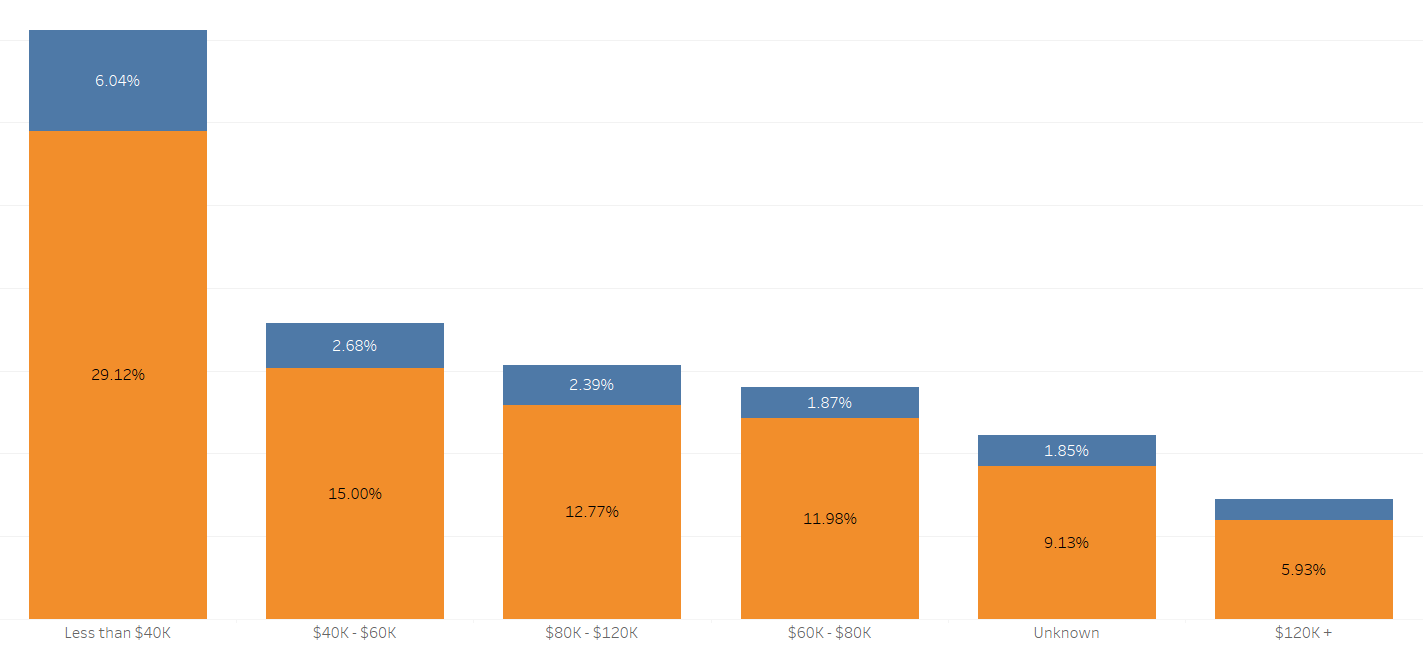 6.04%
29.12%
2.68%
15.00%
2.39%
12.77%
1.87%
11.98%
1.85%
9.13%
5.93%
Less than $40K
$40K - $60K
$80K - $120K
$60K - $80K
Unknown
$120K +